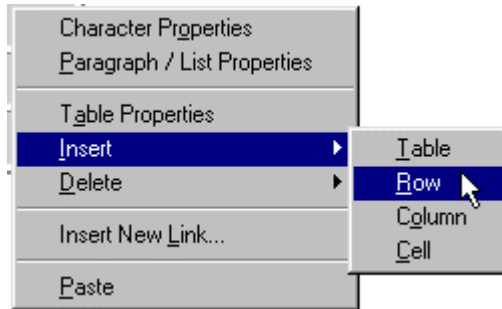 Character Properties
Paragraph / List Properties
Table Properties
Insert
Delete
Insert New Link...
Paste
Table
Row
Column
Cell